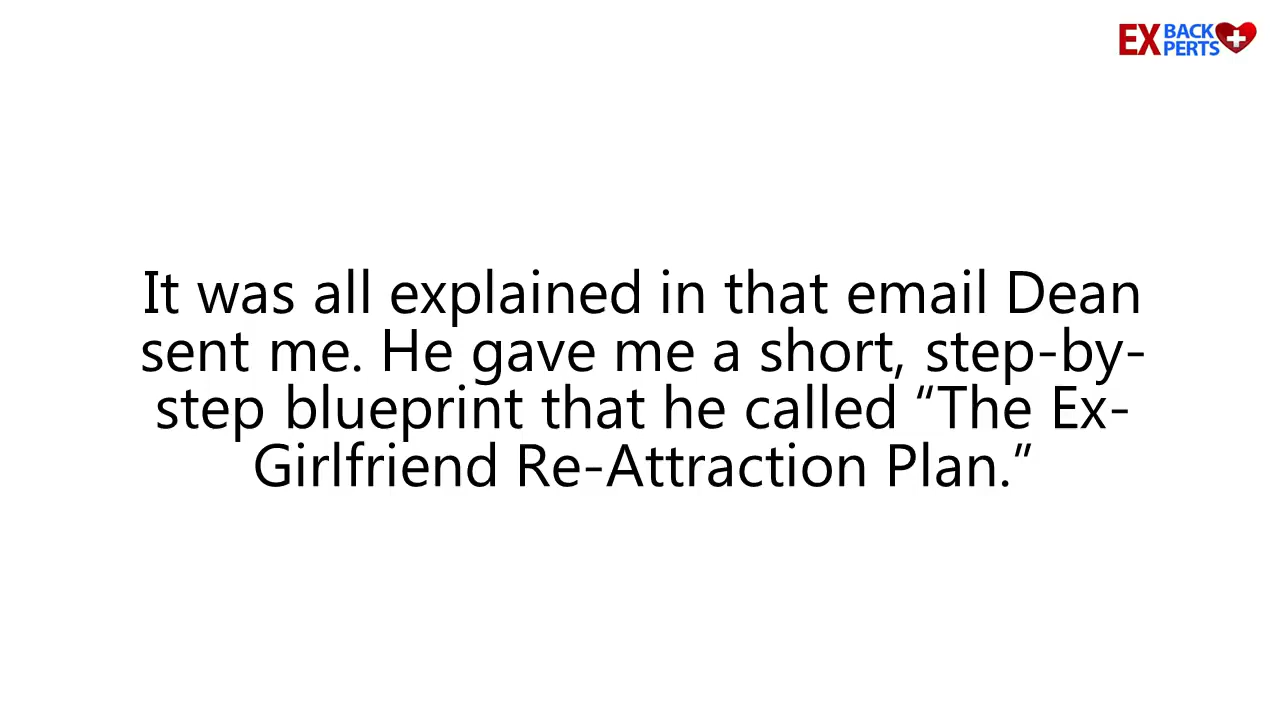 EX BACK
PERTS
It was all explained in that email Dean
sent me. He gave me a short, step-by-
step blueprint that he called “The Ex-
Girlfriend Re-Attraction Plan.”